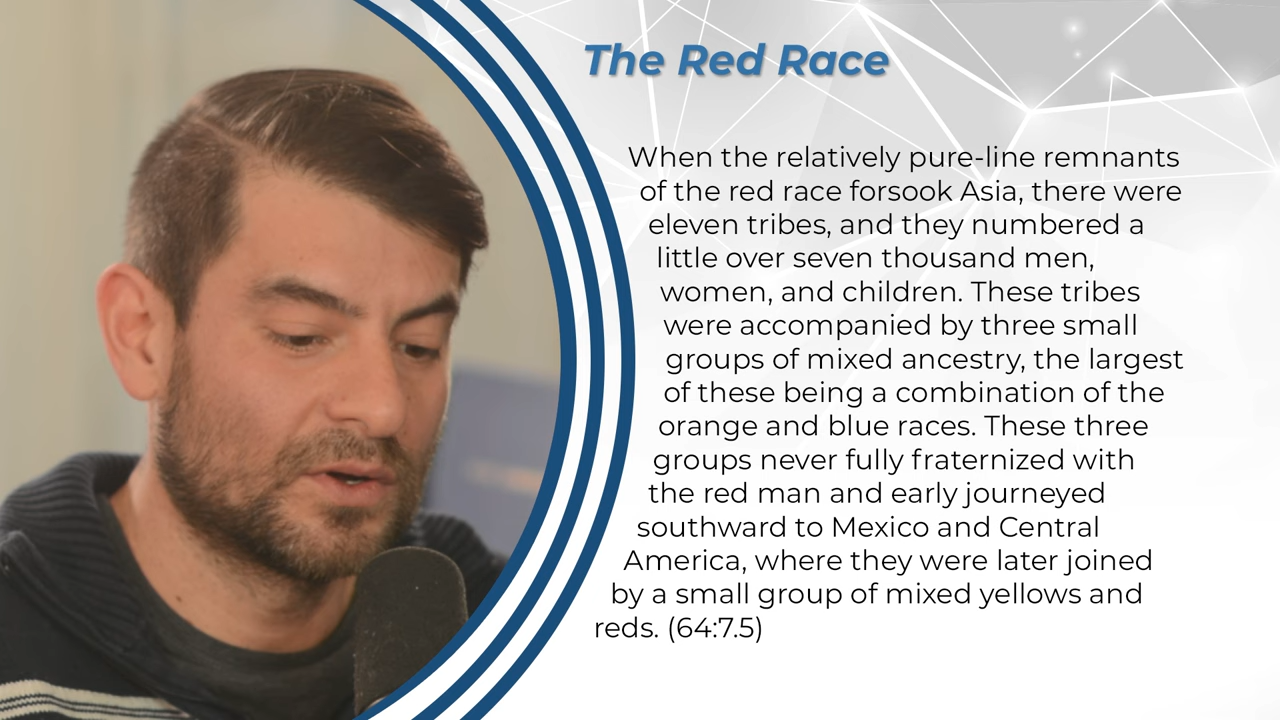 The Red Race
When the relatively pure-line remnants
of the red race forsook Asia, there were
eleven tribes, and they numbered a
little over seven thousand men,
women, and children. These tribes
were accompanied by three small
groups of mixed ancestry, the largest
of these being a combination of the
orange and blue races. These three
groups never fully fraternized with
the red man and early journeyed
southward to Mexico and Central
America, where they were later joined
by a small group of mixed yellows and
reds. (64:7.5)